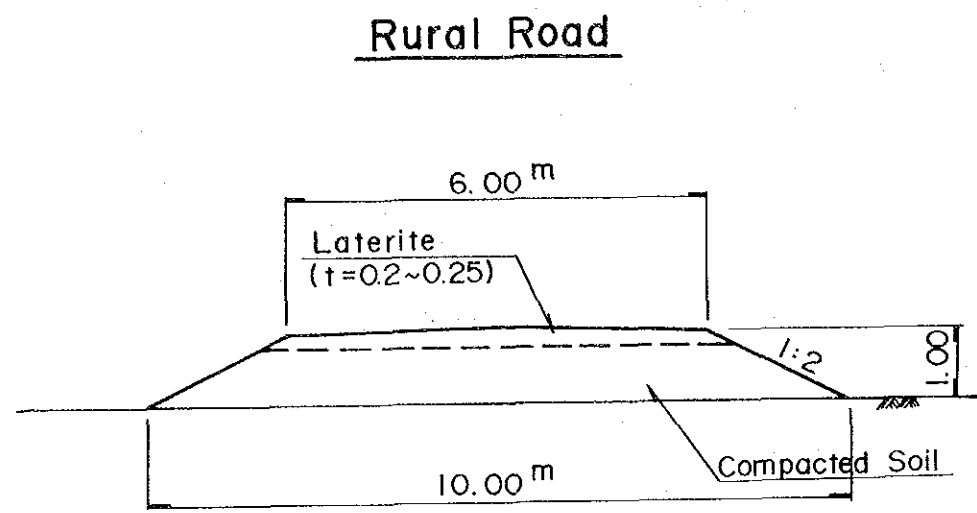 Rural Road
6.00 m
Laterite
(t=0.2~0.25)
1:2
1.00
Compacted Soil
10.00 m